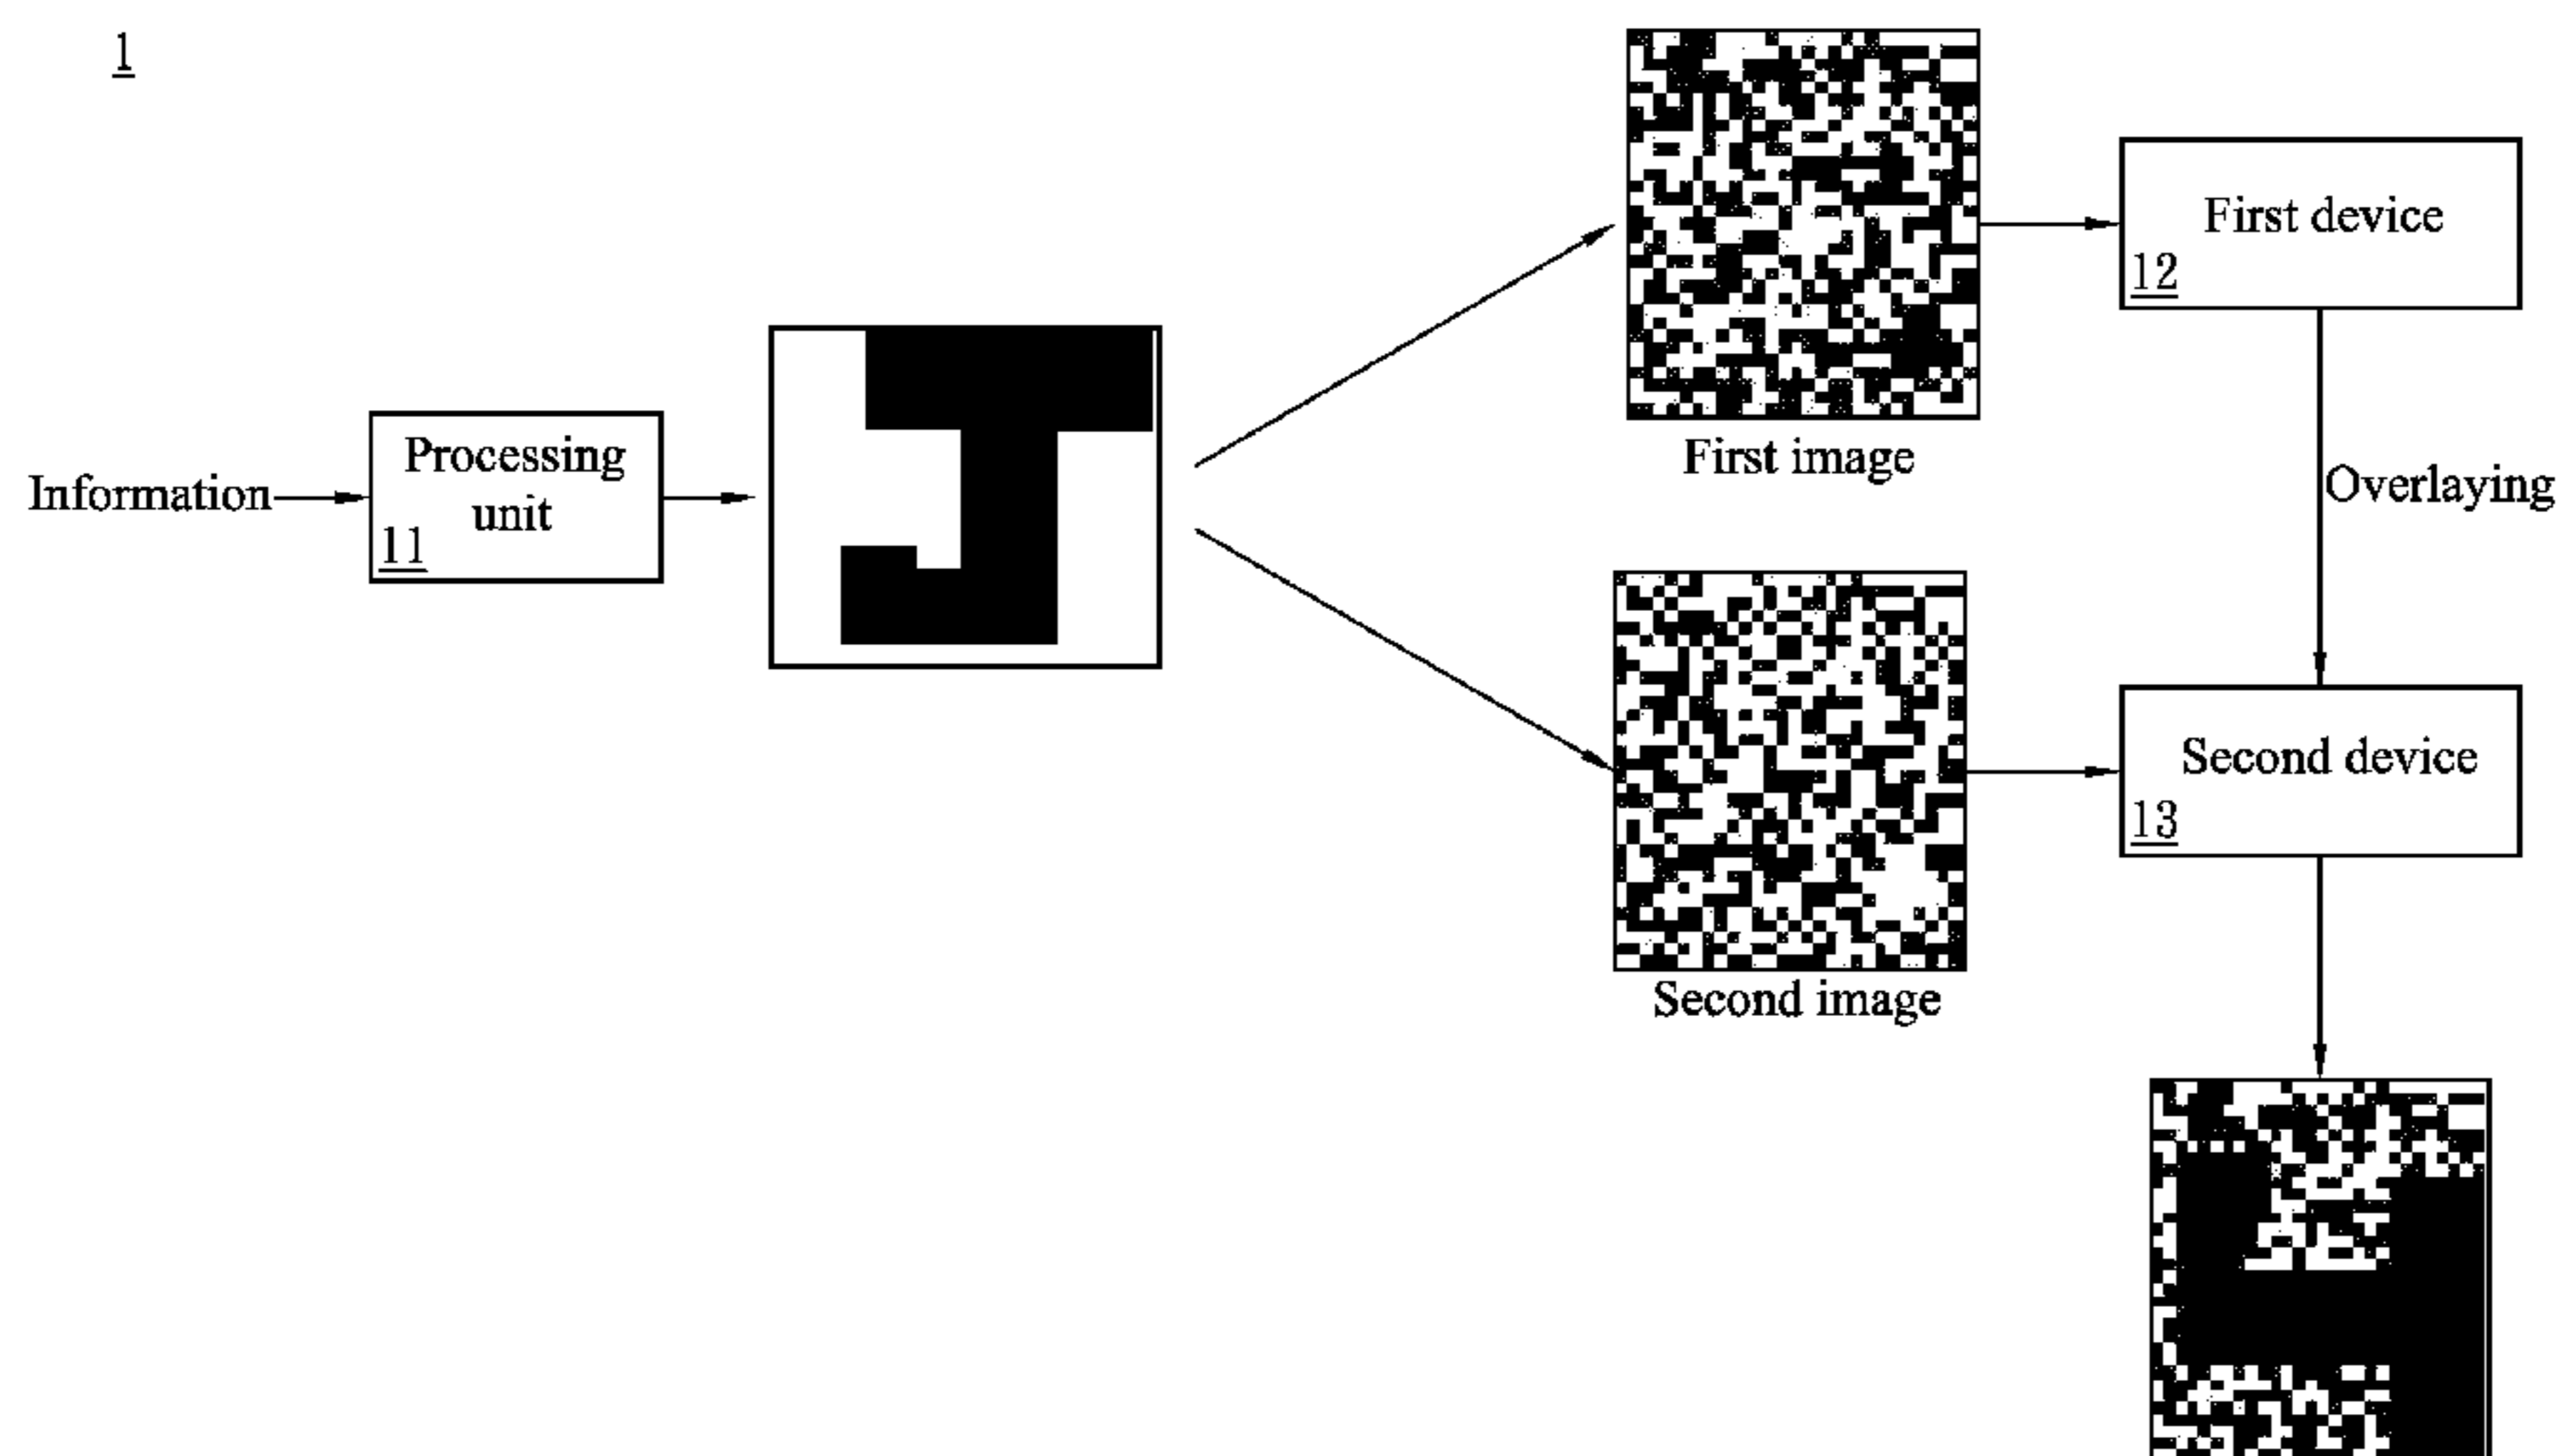 1
Information
Processing
unit
11
J
First image
First device
12
Overlaying
Second image
Second device
13